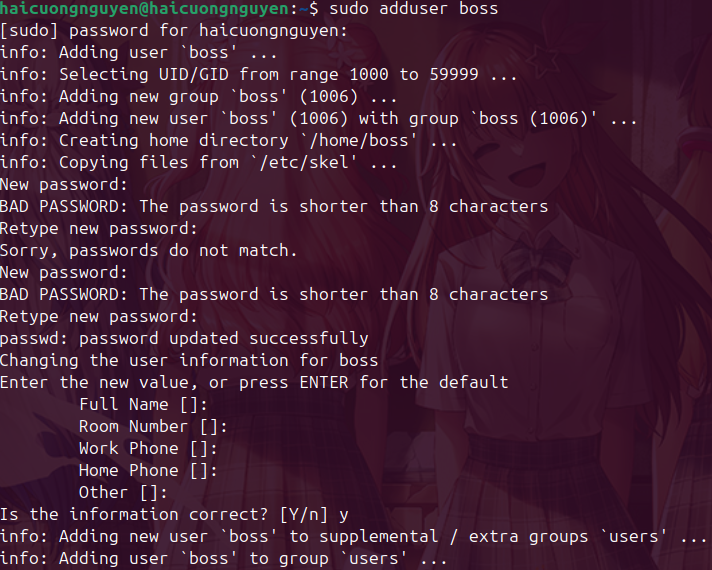 haicuongnguyen@haicuongnguyen:~$ sudo adduser boss
[sudo] password for haicuongnguyen:
info: Adding user `boss' ...
info: Selecting UID/GID from range 1000 to 59999 ...
info: Adding new group `boss' (1006) ...
info: Adding new user `boss' (1006) with group `boss (1006)' ...
info: Creating home directory `/home/boss' ...
info: Copying files from `/etc/skel' ...
New password:
BAD PASSWORD: The password is shorter than 8 characters
Retype new password:
Sorry, passwords do not match.
New password:
BAD PASSWORD: The password is shorter than 8 characters
Retype new password:
passwd: password updated successfully
Changing the user information for boss
Enter the new value, or press ENTER for the default
Full Name []:
Room Number []:
Work Phone []:
Home Phone []:
Other []:
Is the information correct? [Y/n] y
info: Adding new user `boss' to supplemental / extra groups `users' ...
info: Adding user `boss' to group `users' ...